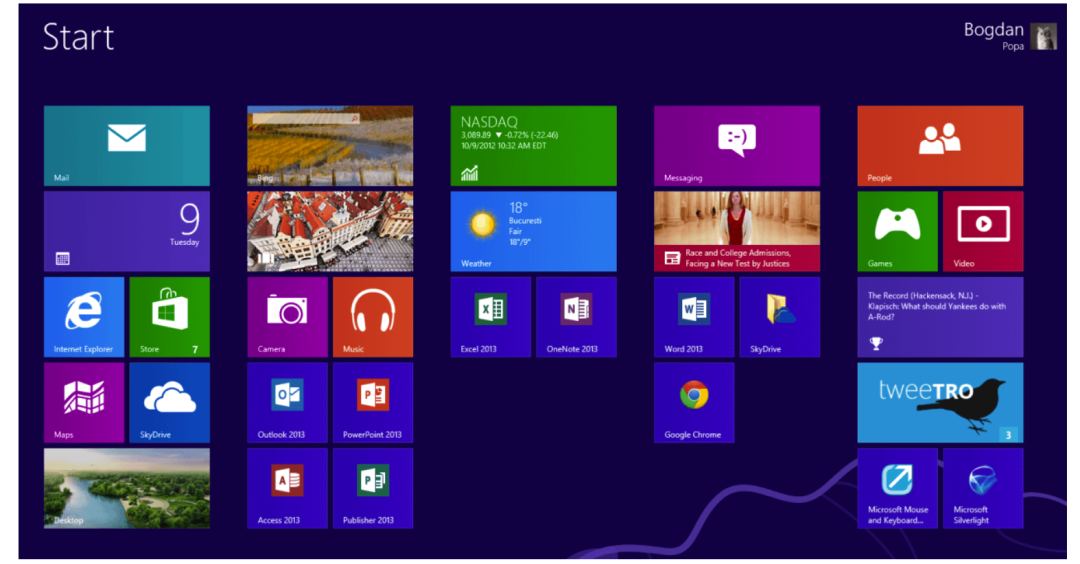 Start
Bogdan
Popa
Mail
9
Tuesday
Internet Explorer
Store 7
Maps
SkyDrive
Desktop
Bing
Camera
Music
Outlook 2013
PowerPoint 2013
Access 2013
Publisher 2013
NASDAQ
3,089.89 ▼ -0.72% (-22.46)
10/9/2012 10:32 AM EDT
18°
Bucuresti
Fair
18°/9°
Weather
Excel 2013
OneNote 2013
:-)
Messaging
Race and College Admissions,
Facing a New Test by Justices
Word 2013
SkyDrive
Google Chrome
People
Games
Video
The Record (Hackensack, N.J.) -
Klapisch: What should Yankees do with
A-Rod?
tweetro
3
Microsoft Mouse
and Keyboard...
Microsoft
Silverlight